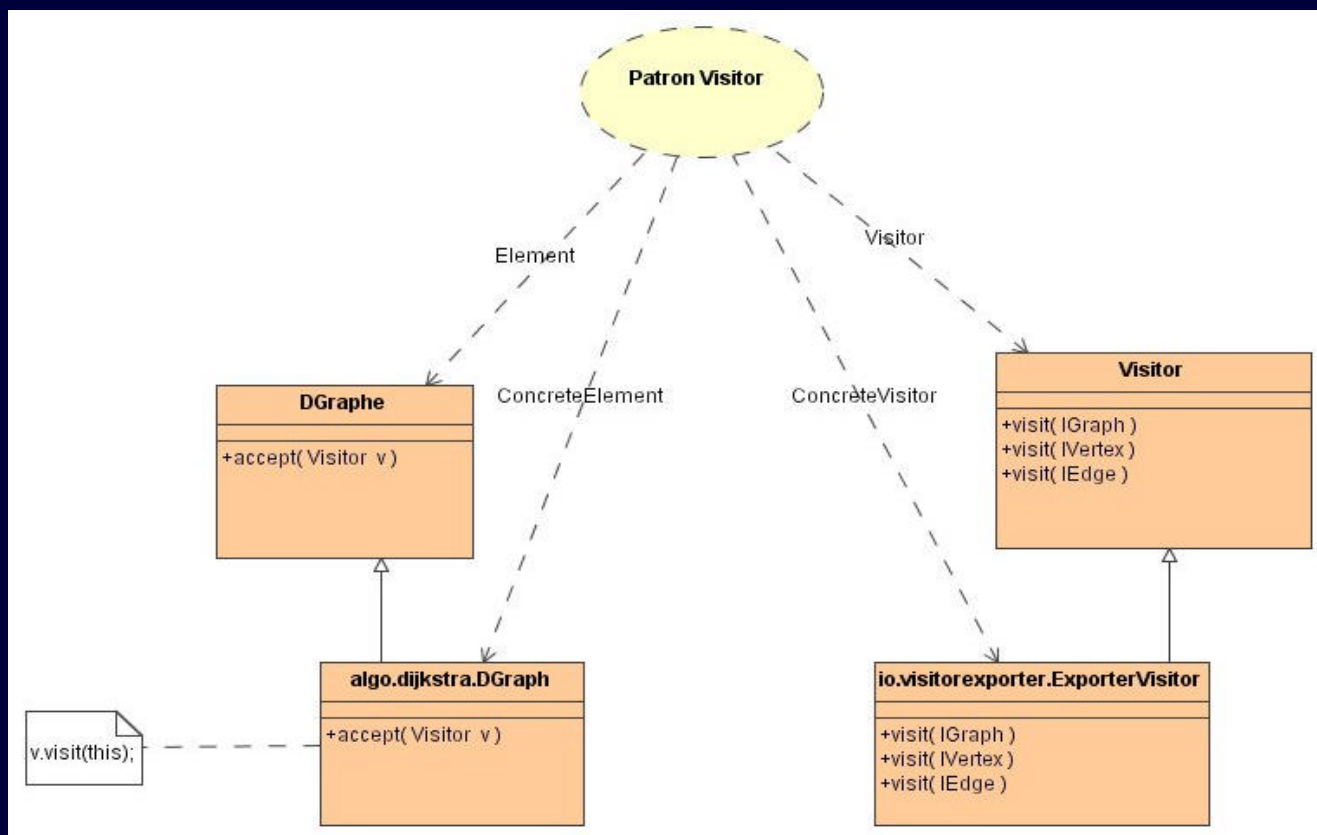 Patron Visitor
Element
Visitor
ConcreteElement
ConcreteVisitor
DGraphe
+accept( Visitor v )
Visitor
+visit( IGraph )
+visit( IVertex )
+visit( IEdge )
algo.dijkstra.DGraph
+accept( Visitor v )
v.visit(this);
io.visitorexporter.ExporterVisitor
+visit( IGraph )
+visit( IVertex )
+visit( IEdge )